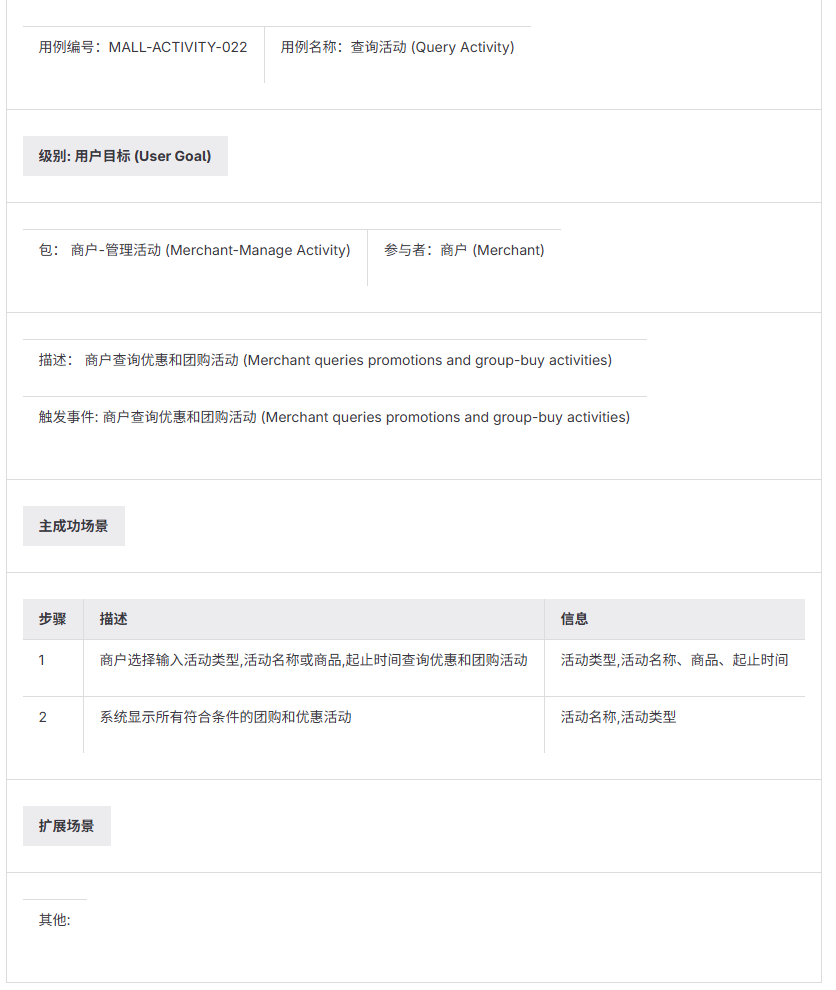 用例编号：MALL-ACTIVITY-022 用例名称：查询活动 (Query Activity)
级别: 用户目标 (User Goal)
包： 商户-管理活动 (Merchant-Manage Activity) 参与者：商户 (Merchant)
描述： 商户查询优惠和团购活动 (Merchant queries promotions and group-buy activities)
触发事件: 商户查询优惠和团购活动 (Merchant queries promotions and group-buy activities)
主成功场景
步骤 描述 信息
1 商户选择输入活动类型,活动名称或商品,起止时间查询优惠和团购活动 活动类型,活动名称、商品、起止时间
2 系统显示所有符合条件的团购和优惠活动 活动名称,活动类型
扩展场景
其他: